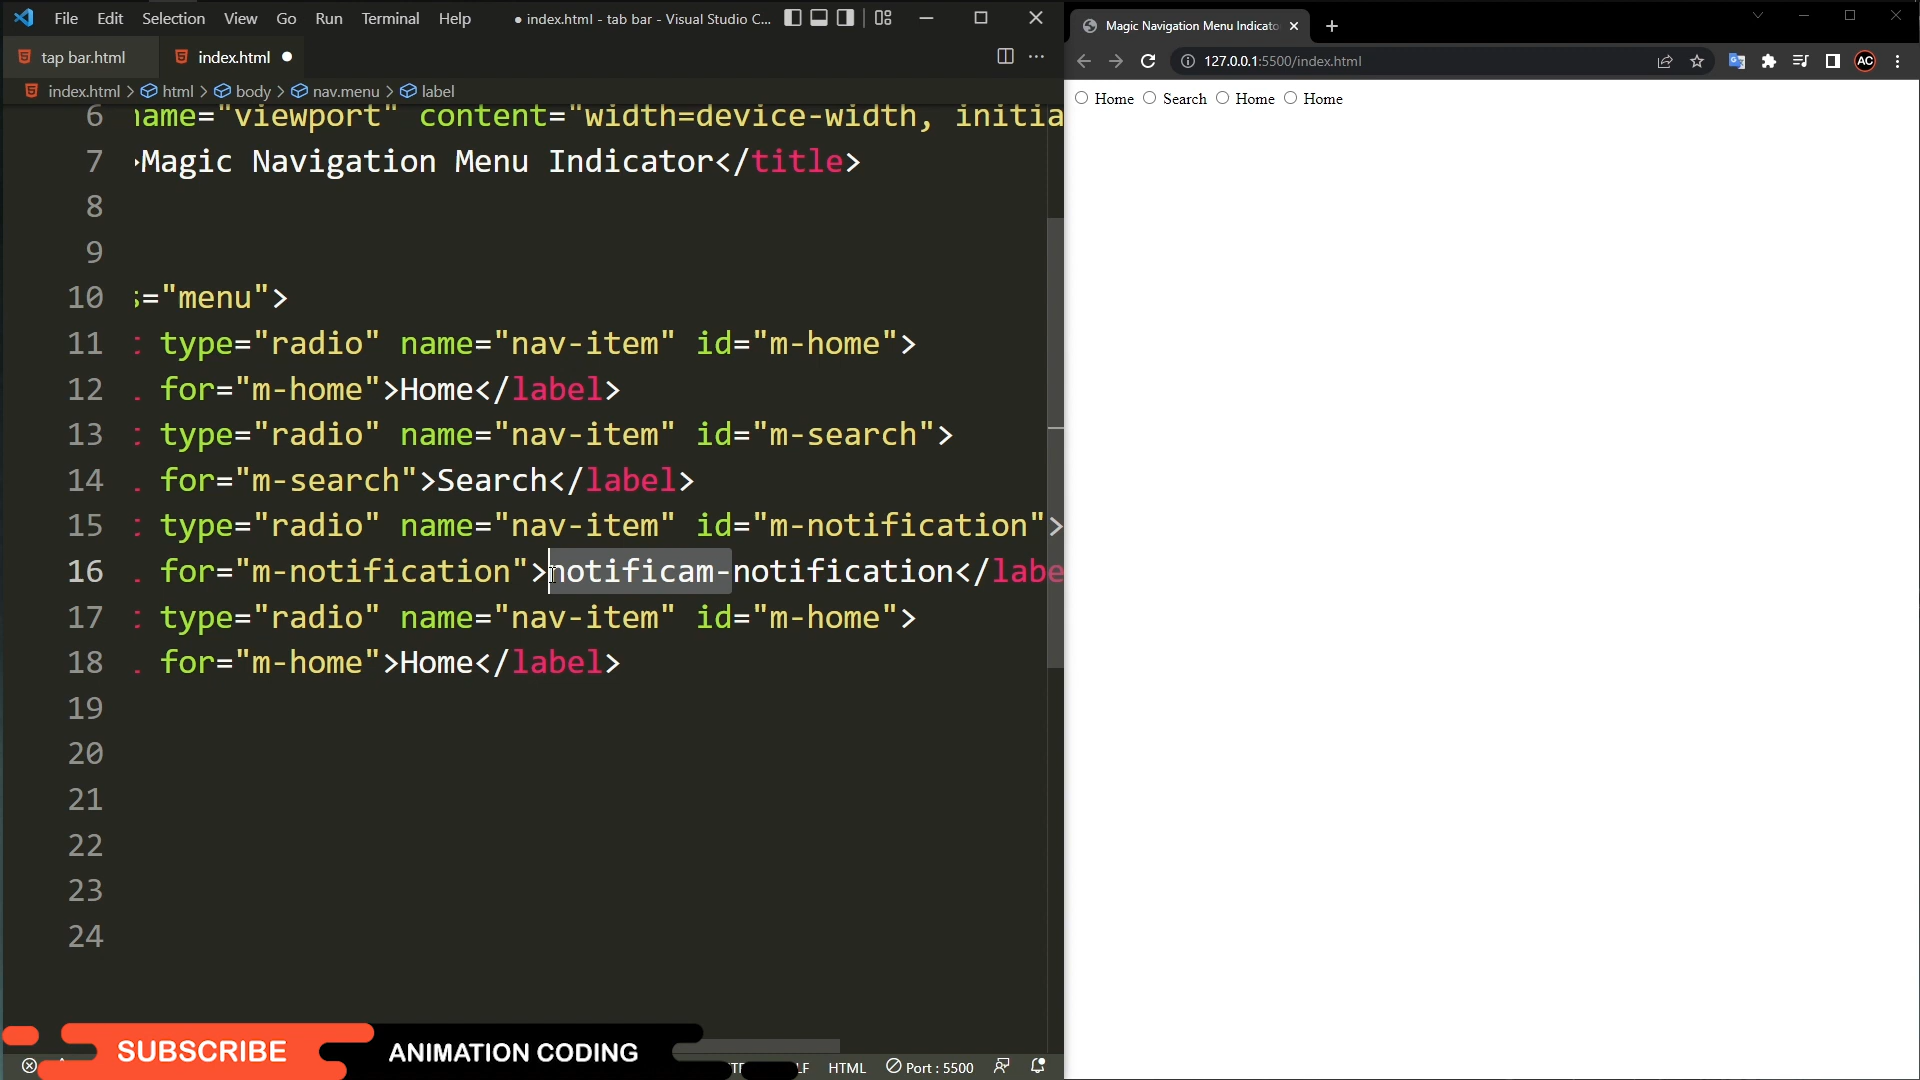 File Edit Selection View Go Run Terminal Help
● index.html - tab bar - Visual Studio C...
tap bar.html
index.html ●
index.html > html > body > nav.menu > label
6 name="viewport" content="width=device-width, initia
7 >Magic Navigation Menu Indicator</title>
8
9
10 s="menu">
11 type="radio" name="nav-item" id="m-home">
12 for="m-home">Home</label>
13 type="radio" name="nav-item" id="m-search">
14 for="m-search">Search</label>
15 type="radio" name="nav-item" id="m-notification">
16 for="m-notification">notificam-notification</labe
17 type="radio" name="nav-item" id="m-home">
18 for="m-home">Home</label>
19
20
21
22
23
24
SUBSCRIBE
ANIMATION CODING
HTML
Port : 5500
Magic Navigation Menu Indicato
127.0.0.1:5500/index.html
AC
Home Search Home Home